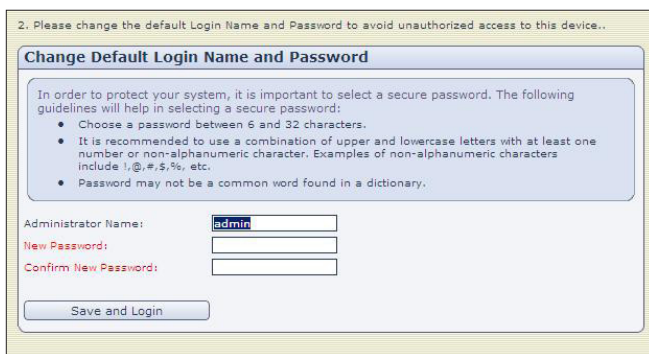 2. Please change the default Login Name and Password to avoid unauthorized access to this device..
Change Default Login Name and Password
In order to protect your system, it is important to select a secure password. The following
guidelines will help in selecting a secure password:
• Choose a password between 6 and 32 characters.
• It is recommended to use a combination of upper and lowercase letters with at least one
number or non-alphanumeric character. Examples of non-alphanumeric characters
include !,@,#,$,%, etc.
• Password may not be a common word found in a dictionary.
Administrator Name: admin
New Password:
Confirm New Password:
Save and Login